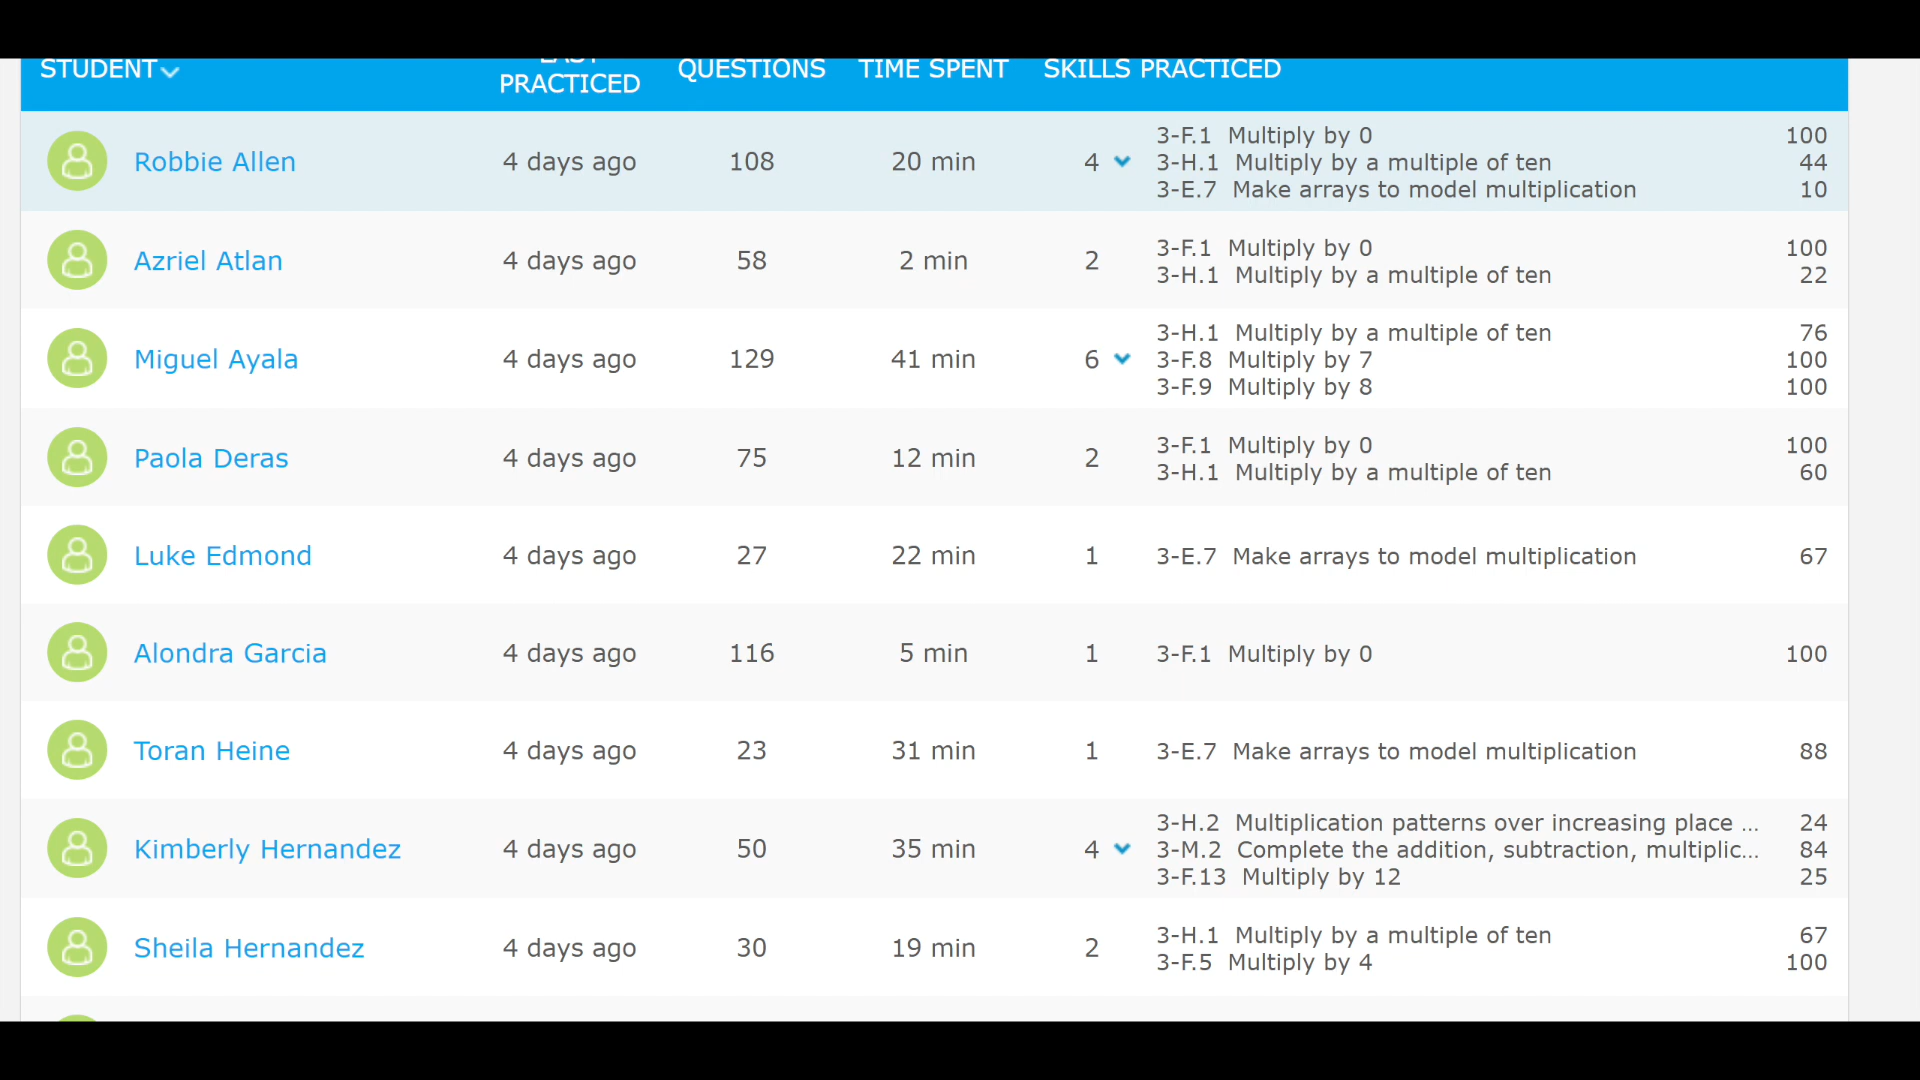 STUDENT LAST PRACTICED QUESTIONS TIME SPENT SKILLS PRACTICED
Robbie Allen 4 days ago 108 20 min 4
3-F.1 Multiply by 0 100
3-H.1 Multiply by a multiple of ten 44
3-E.7 Make arrays to model multiplication 10
Azriel Atlan 4 days ago 58 2 min 2
3-F.1 Multiply by 0 100
3-H.1 Multiply by a multiple of ten 22
Miguel Ayala 4 days ago 129 41 min 6
3-H.1 Multiply by a multiple of ten 76
3-F.8 Multiply by 7 100
3-F.9 Multiply by 8 100
Paola Deras 4 days ago 75 12 min 2
3-F.1 Multiply by 0 100
3-H.1 Multiply by a multiple of ten 60
Luke Edmond 4 days ago 27 22 min 1
3-E.7 Make arrays to model multiplication 67
Alondra Garcia 4 days ago 116 5 min 1
3-F.1 Multiply by 0 100
Toran Heine 4 days ago 23 31 min 1
3-E.7 Make arrays to model multiplication 88
Kimberly Hernandez 4 days ago 50 35 min 4
3-H.2 Multiplication patterns over increasing place ... 24
3-M.2 Complete the addition, subtraction, multiplic... 84
3-F.13 Multiply by 12 25
Sheila Hernandez 4 days ago 30 19 min 2
3-H.1 Multiply by a multiple of ten 67
3-F.5 Multiply by 4 100